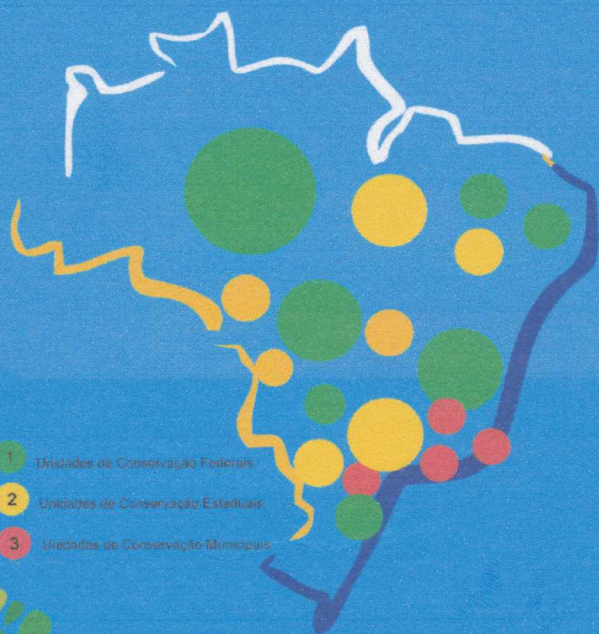 1 Unidades de Conservação Federais
2 Unidades de Conservação Estaduais
3 Unidades de Conservação Municipais